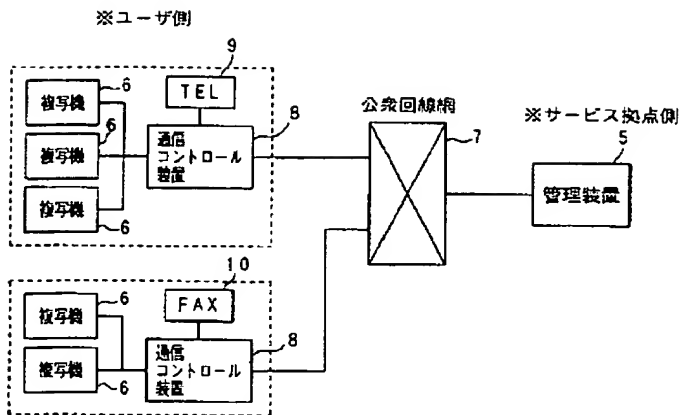 ※ユーザ側
9
TEL
複写機
6
複写機
6
複写機
6
通信
コントロール
装置
8
公衆回線網
7
※サービス拠点側
5
管理装置
10
FAX
複写機
6
複写機
6
通信
コントロール
装置
8